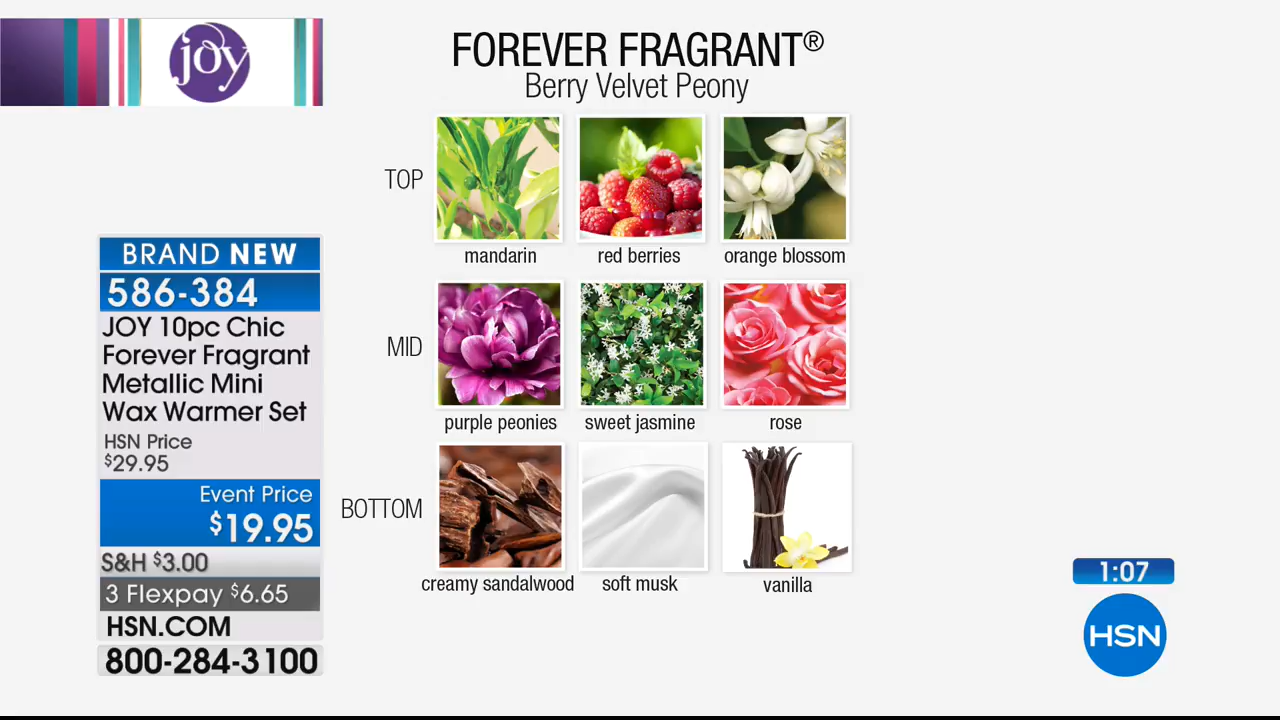 joy
FOREVER FRAGRANT®
Berry Velvet Peony
TOP
mandarin
red berries
orange blossom
MID
purple peonies
sweet jasmine
rose
BOTTOM
creamy sandalwood
soft musk
vanilla
BRAND NEW
586-384
JOY 10pc Chic
Forever Fragrant
Metallic Mini
Wax Warmer Set
HSN Price
$29.95
Event Price
$19.95
S&H $3.00
3 Flexpay $6.65
HSN.COM
800-284-3100
1:07
HSN